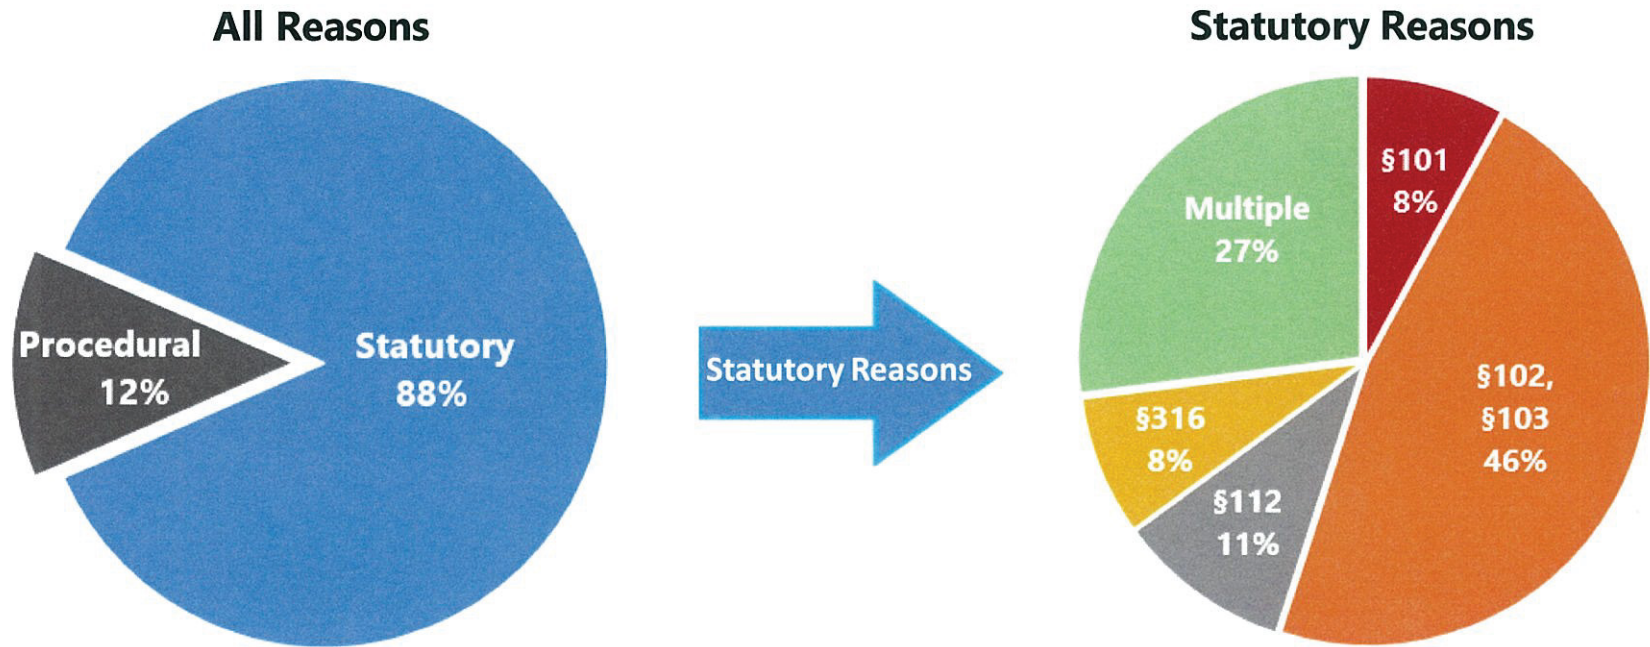 All Reasons
Procedural
12%
Statutory
88%
Statutory Reasons
Statutory Reasons
§101
8%
§102,
§103
46%
§112
11%
§316
8%
Multiple
27%